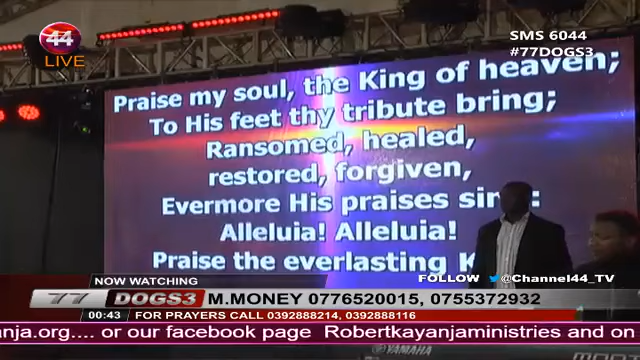 44
LIVE
SMS 6044
#77DOGS3
Praise my soul, the King of heaven;
To His feet thy tribute bring;
Ransomed, healed,
restored, forgiven,
Evermore His praises
Alleluia! Alleluia!
Praise the everlasting
NOW WATCHING
FOLLOW @Channel44_TV
77 DOGS3 M.MONEY 0776520015, 0755372932
00:43 FOR PRAYERS CALL 0392888214, 0392888116
nja.org.... or our facebook page Robertkayanjaministries and on
YAMAHA